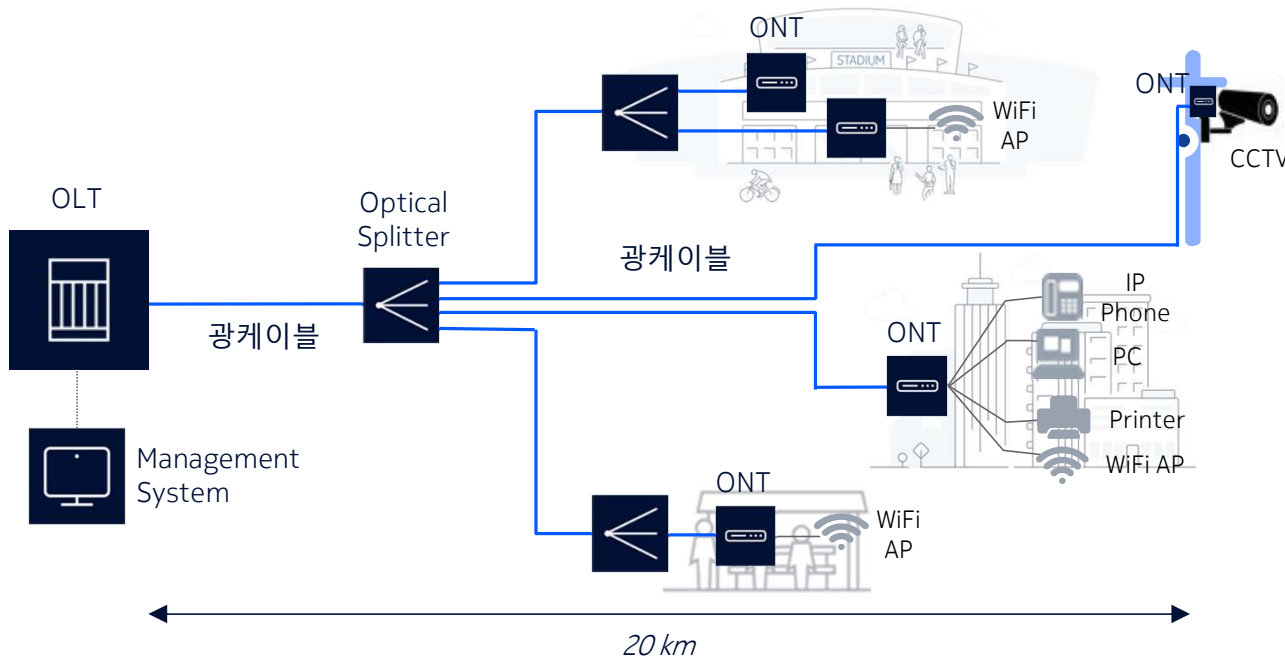 ONT
STADIUM
WiFi
AP
ONT
CCTV
OLT
Optical
Splitter
광케이블
광케이블
IP
Phone
ONT
PC
Printer
WiFi AP
Management
System
ONT
WiFi
AP
20 km